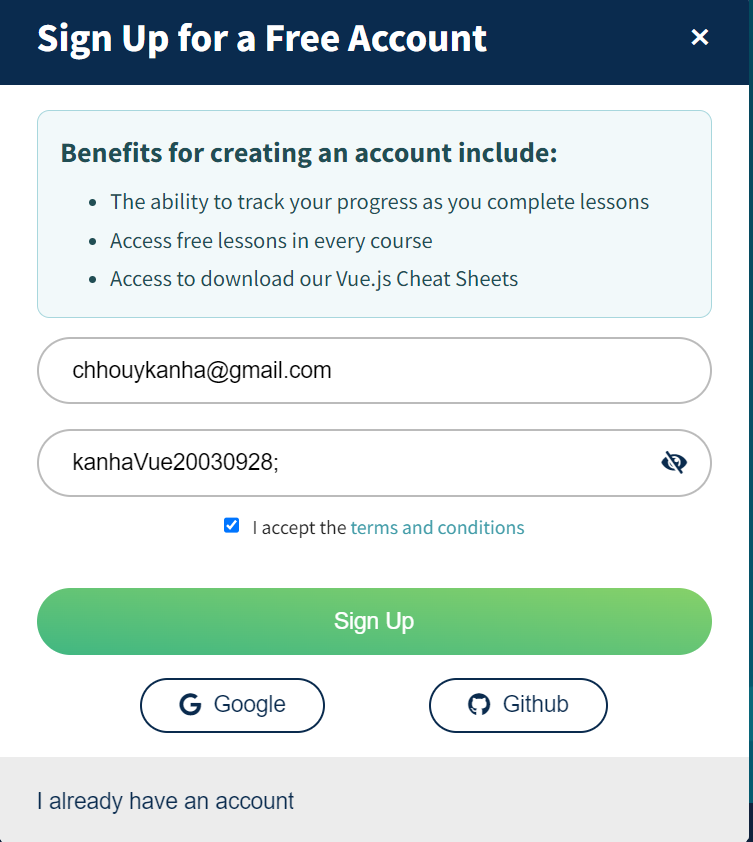 Sign Up for a Free Account
×
Benefits for creating an account include:
• The ability to track your progress as you complete lessons
• Access free lessons in every course
• Access to download our Vue.js Cheat Sheets
chhouykanha@gmail.com
kanhaVue20030928;
I accept the terms and conditions
Sign Up
Google
Github
I already have an account